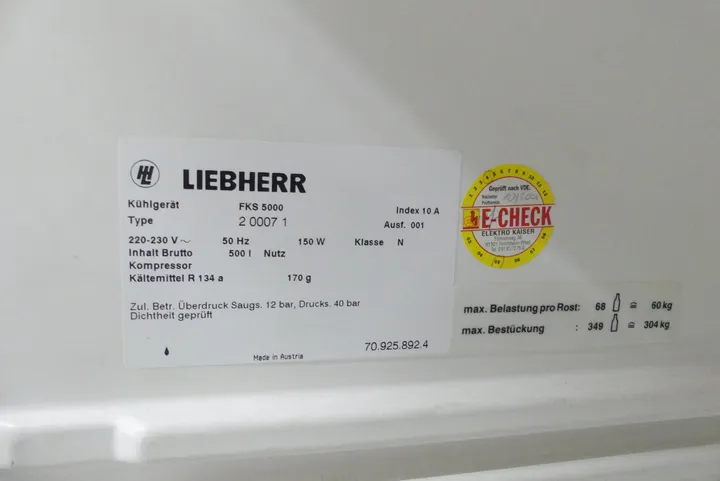 HL LIEBHERR
Kühlgerät FKS 5000 Index 10 A
Type 2 0007 1 Ausf. 001
220-230 V ~ 50 Hz 150 W Klasse N
Inhalt Brutto 500 l Nutz
Kompressor
Kältemittel R 134 a 170 g
Zul. Betr. Überdruck Saugs. 12 bar, Drucks. 40 bar
Dichtheit geprüft
70.925.892.4
Made in Austria
Geprüft nach VDE.
E-CHECK
ELEKTRO KAISER
max. Belastung pro Rost: 68 ≙ 60 kg
max. Bestückung : 349 ≙ 304 kg